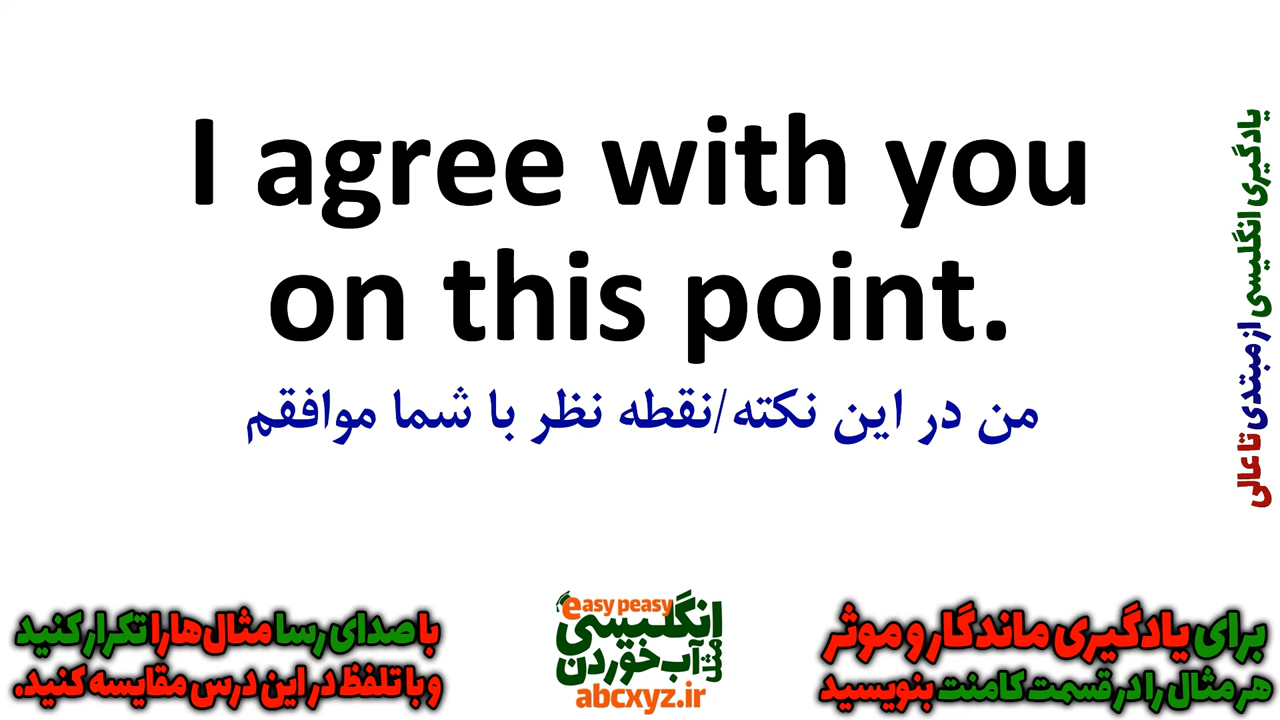 I agree with you
on this point.
من در این نکته/نقطه نظر با شما موافقم
یادگیری انگلیسی از مبتدی تا عالی
برای یادگیری ماندگار و موثر
هر مثال را در قسمت کامنت بنویسید
easy peasy
انگلیسی
مثل
آب خوردن
abcxyz.ir
با صدای رسا مثال‌ها را تکرار کنید
و با تلفظ در این درس مقایسه کنید.